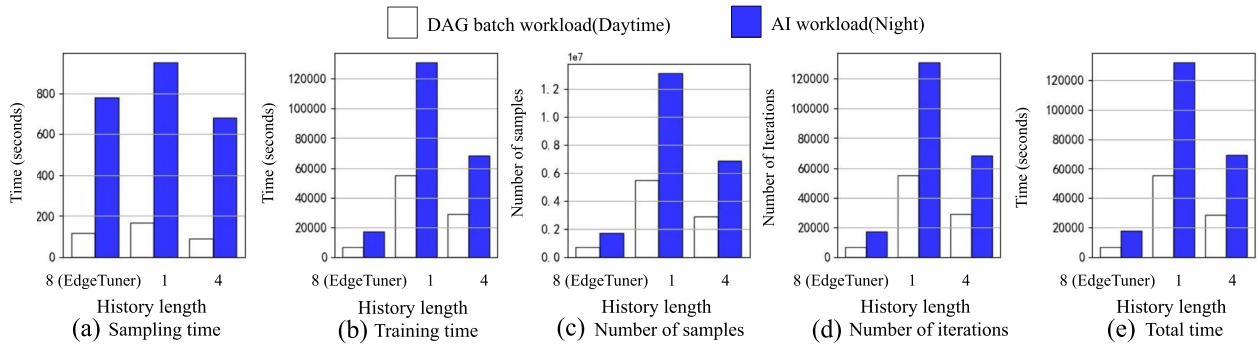 DAG batch workload(Daytime) AI workload(Night)
Time (seconds)
800
600
400
200
0
8 (EdgeTuner) 1 4
History length
(a) Sampling time
Time (seconds)
120000
100000
80000
60000
40000
20000
0
8 (EdgeTuner) 1 4
History length
(b) Training time
1e7
Number of samples
1.2
1.0
0.8
0.6
0.4
0.2
0.0
8 (EdgeTuner) 1 4
History length
(c) Number of samples
Number of Iterations
120000
100000
80000
60000
40000
20000
0
8 (EdgeTuner) 1 4
History length
(d) Number of iterations
Time (seconds)
120000
100000
80000
60000
40000
20000
0
8 (EdgeTuner) 1 4
History length
(e) Total time